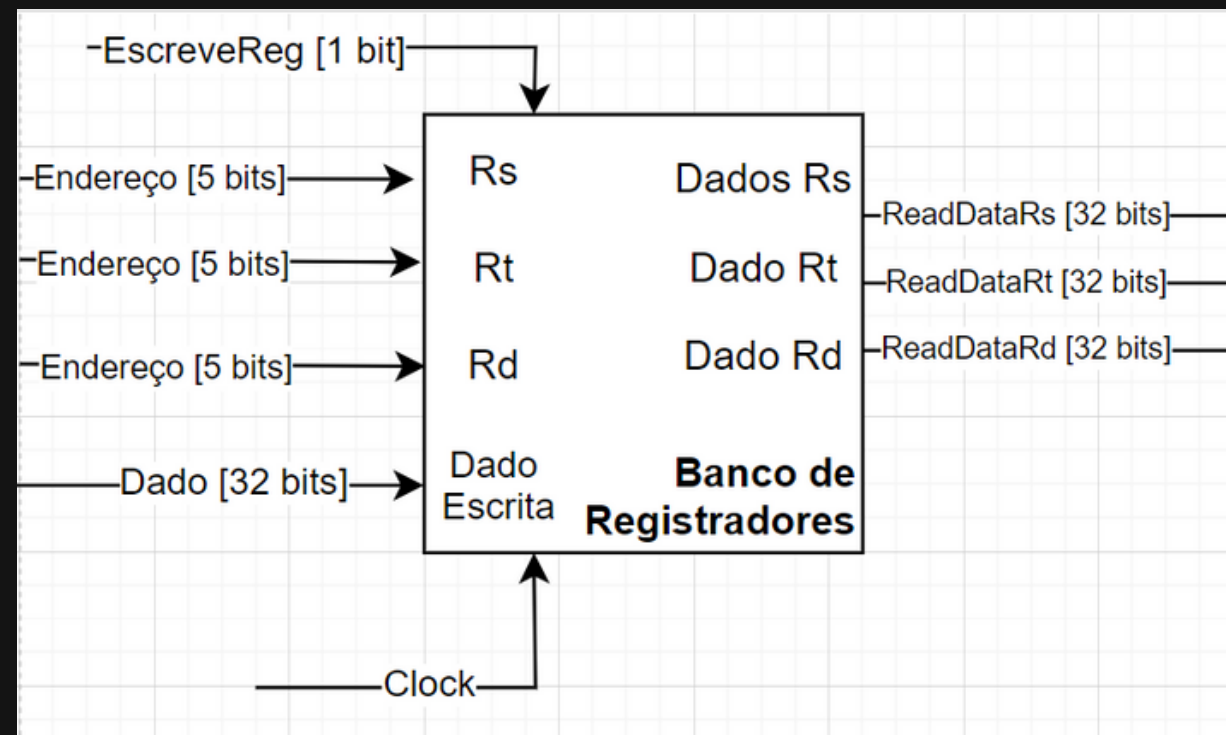 EscreveReg [1 bit]
Endereço [5 bits]
Rs
Dados Rs
ReadDataRs [32 bits]
Endereço [5 bits]
Rt
Dado Rt
ReadDataRt [32 bits]
Endereço [5 bits]
Rd
Dado Rd
ReadDataRd [32 bits]
Dado [32 bits]
Dado
Escrita
Banco de
Registradores
Clock